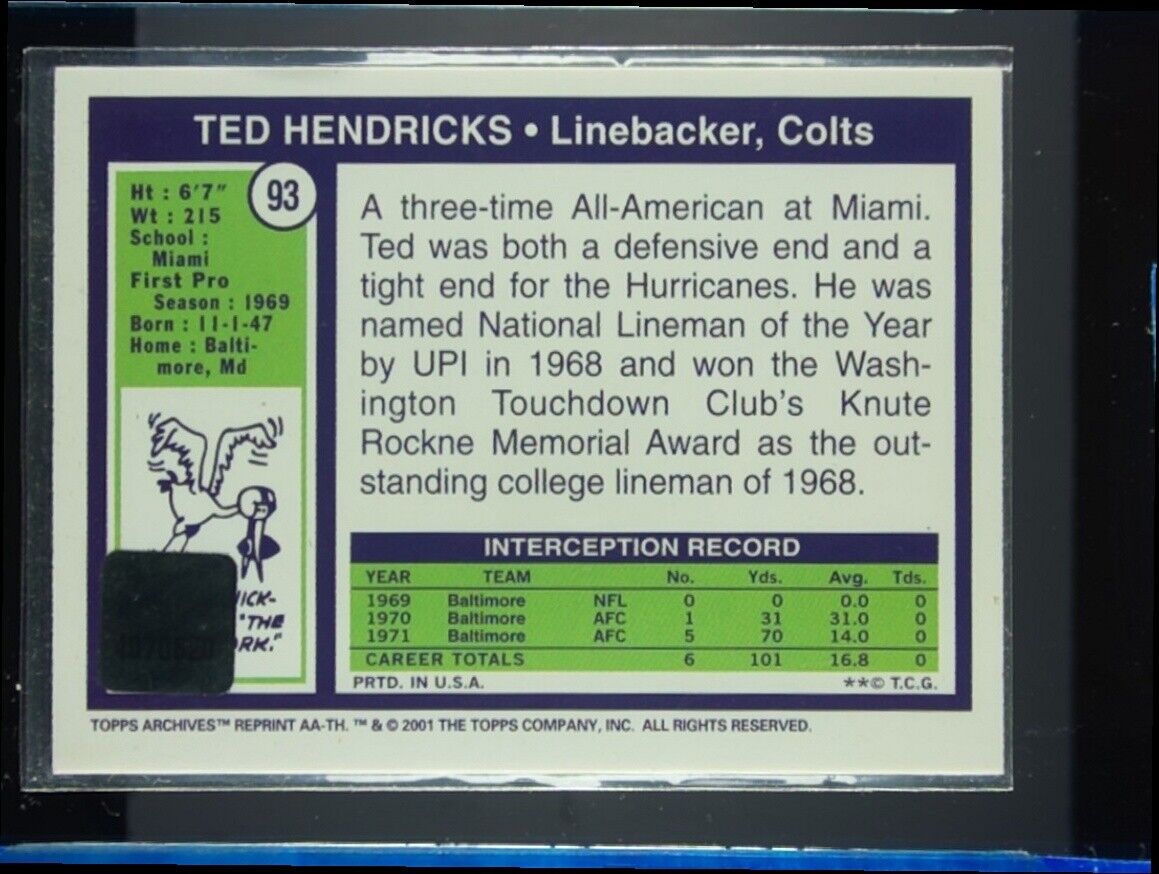 TED HENDRICKS • Linebacker, Colts
93
Ht : 6'7"
Wt : 215
School :
Miami
First Pro
Season : 1969
Born : 11-1-47
Home : Balti-
more, Md
A three-time All-American at Miami.
Ted was both a defensive end and a
tight end for the Hurricanes. He was
named National Lineman of the Year
by UPI in 1968 and won the Wash-
ington Touchdown Club's Knute
Rockne Memorial Award as the out-
standing college lineman of 1968.
ICK-
"THE
RK."
INTERCEPTION RECORD
YEAR TEAM No. Yds. Avg. Tds.
1969 Baltimore NFL 0 0 0.0 0
1970 Baltimore AFC 1 31 31.0 0
1971 Baltimore AFC 5 70 14.0 0
CAREER TOTALS 6 101 16.8 0
PRTD. IN U.S.A. **© T.C.G.
TOPPS ARCHIVES™ REPRINT AA-TH. ™ & © 2001 THE TOPPS COMPANY, INC. ALL RIGHTS RESERVED.